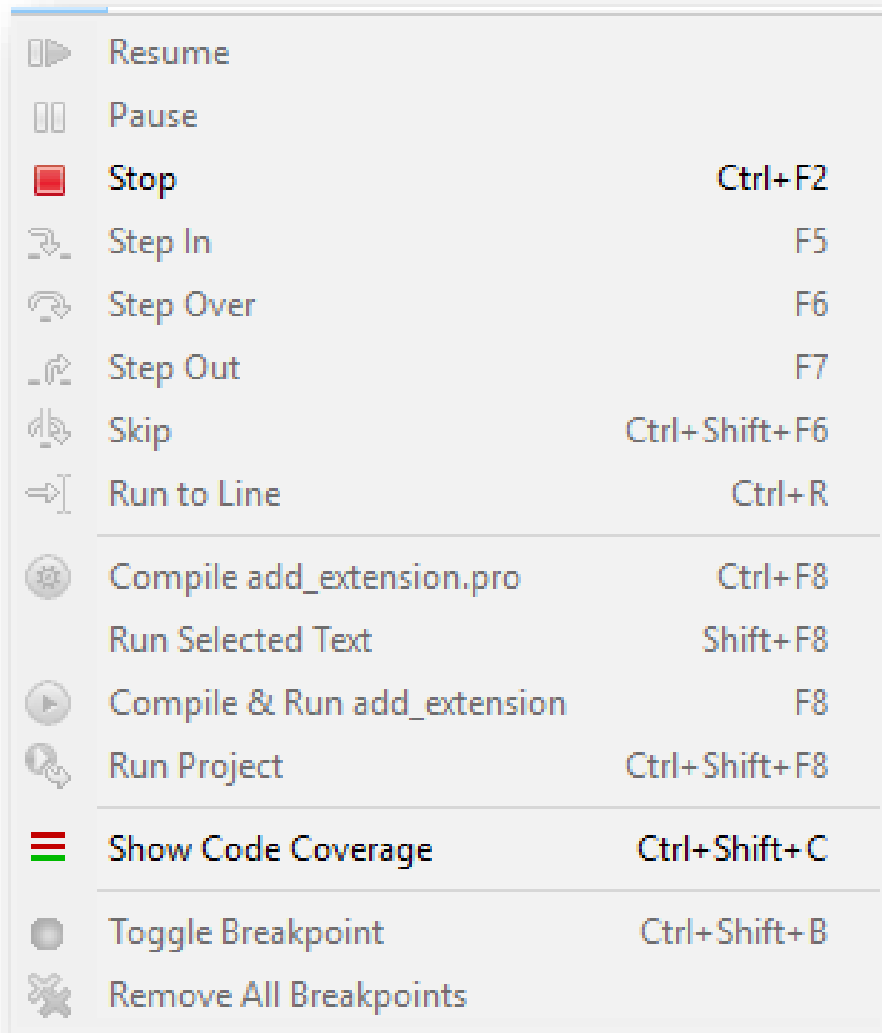 Resume
Pause
Stop Ctrl+F2
Step In F5
Step Over F6
Step Out F7
Skip Ctrl+Shift+F6
Run to Line Ctrl+R
Compile add_extension.pro Ctrl+F8
Run Selected Text Shift+F8
Compile & Run add_extension F8
Run Project Ctrl+Shift+F8
Show Code Coverage Ctrl+Shift+C
Toggle Breakpoint Ctrl+Shift+B
Remove All Breakpoints